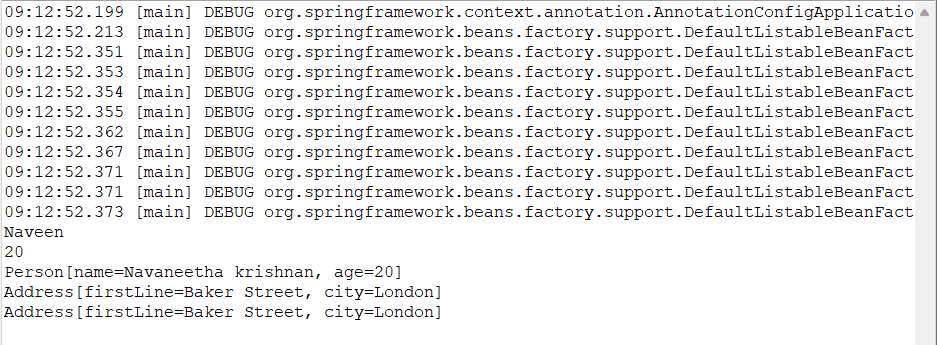 09:12:52.199 [main] DEBUG org.springframework.context.annotation.AnnotationConfigApplicatio
09:12:52.213 [main] DEBUG org.springframework.beans.factory.support.DefaultListableBeanFact
09:12:52.351 [main] DEBUG org.springframework.beans.factory.support.DefaultListableBeanFact
09:12:52.353 [main] DEBUG org.springframework.beans.factory.support.DefaultListableBeanFact
09:12:52.354 [main] DEBUG org.springframework.beans.factory.support.DefaultListableBeanFact
09:12:52.355 [main] DEBUG org.springframework.beans.factory.support.DefaultListableBeanFact
09:12:52.362 [main] DEBUG org.springframework.beans.factory.support.DefaultListableBeanFact
09:12:52.367 [main] DEBUG org.springframework.beans.factory.support.DefaultListableBeanFact
09:12:52.371 [main] DEBUG org.springframework.beans.factory.support.DefaultListableBeanFact
09:12:52.371 [main] DEBUG org.springframework.beans.factory.support.DefaultListableBeanFact
09:12:52.373 [main] DEBUG org.springframework.beans.factory.support.DefaultListableBeanFact
Naveen
20
Person[name=Navaneetha krishnan, age=20]
Address[firstLine=Baker Street, city=London]
Address[firstLine=Baker Street, city=London]